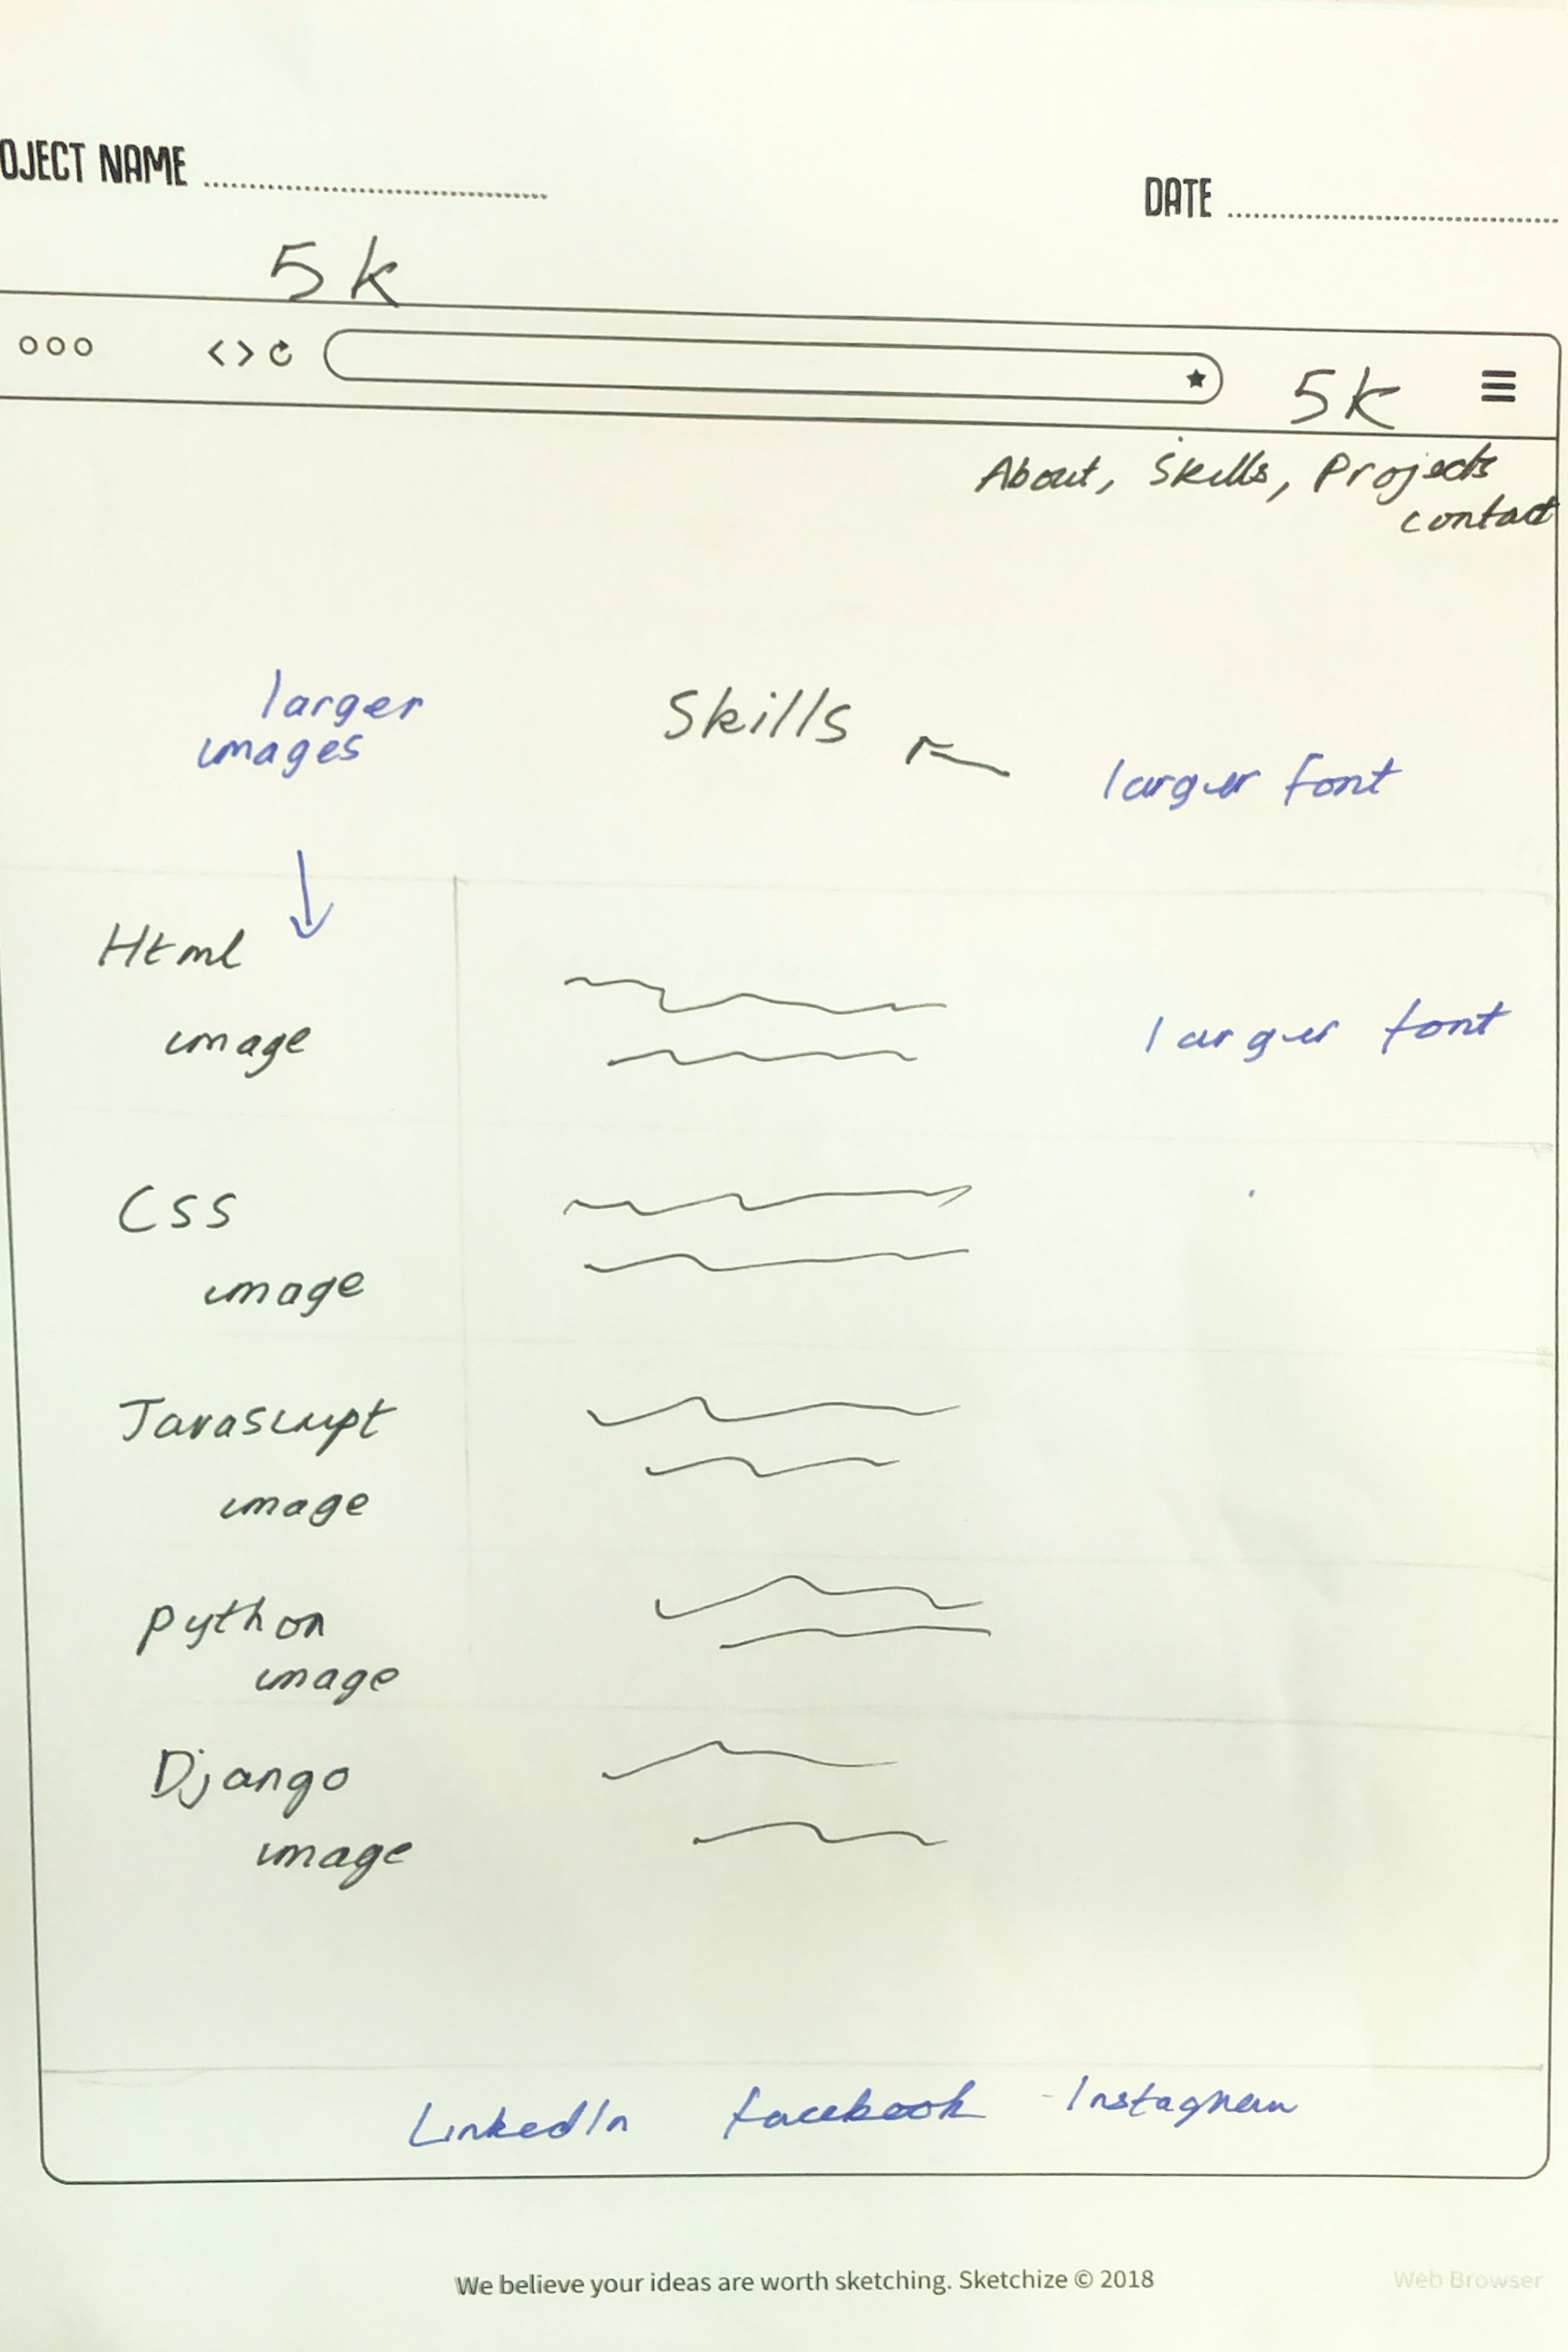 OJECT NAME
DATE
5k
5k
About, Skills, Projects
contact
larger
images
Skills
larger font
Html
image
larger font
CSS
image
Javascript
image
python
image
Django
image
LinkedIn facebook Instagram
We believe your ideas are worth sketching. Sketchize © 2018
Web Browser